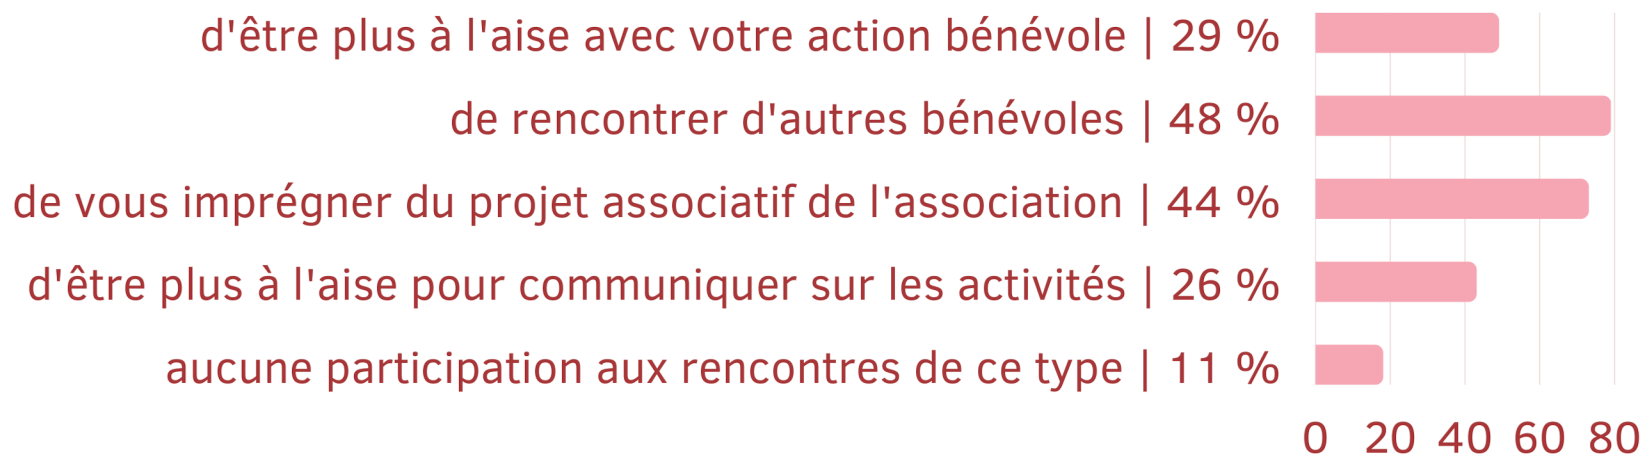 d'être plus à l'aise avec votre action bénévole | 29 %
de rencontrer d'autres bénévoles | 48 %
de vous imprégner du projet associatif de l'association | 44 %
d'être plus à l'aise pour communiquer sur les activités | 26 %
aucune participation aux rencontres de ce type | 11 %
0 20 40 60 80